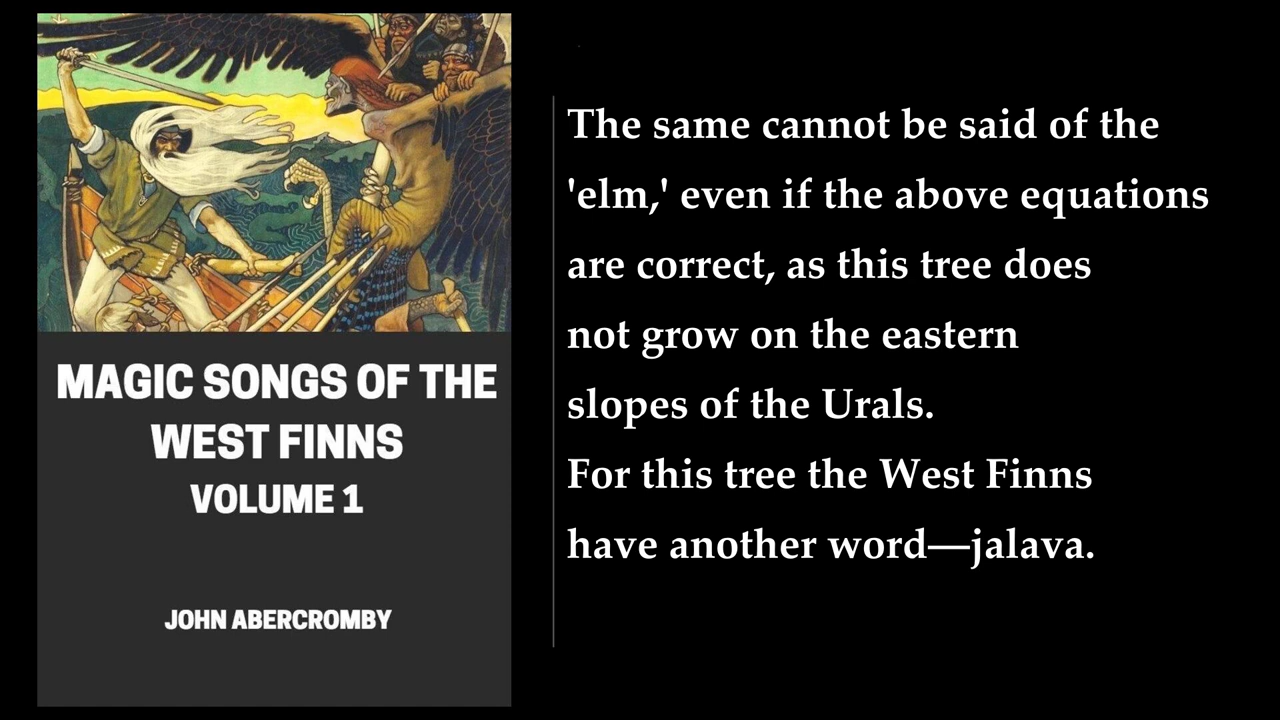 MAGIC SONGS OF THE
WEST FINNS
VOLUME 1
JOHN ABERCROMBY
The same cannot be said of the
'elm,' even if the above equations
are correct, as this tree does
not grow on the eastern
slopes of the Urals.
For this tree the West Finns
have another word—jalava.